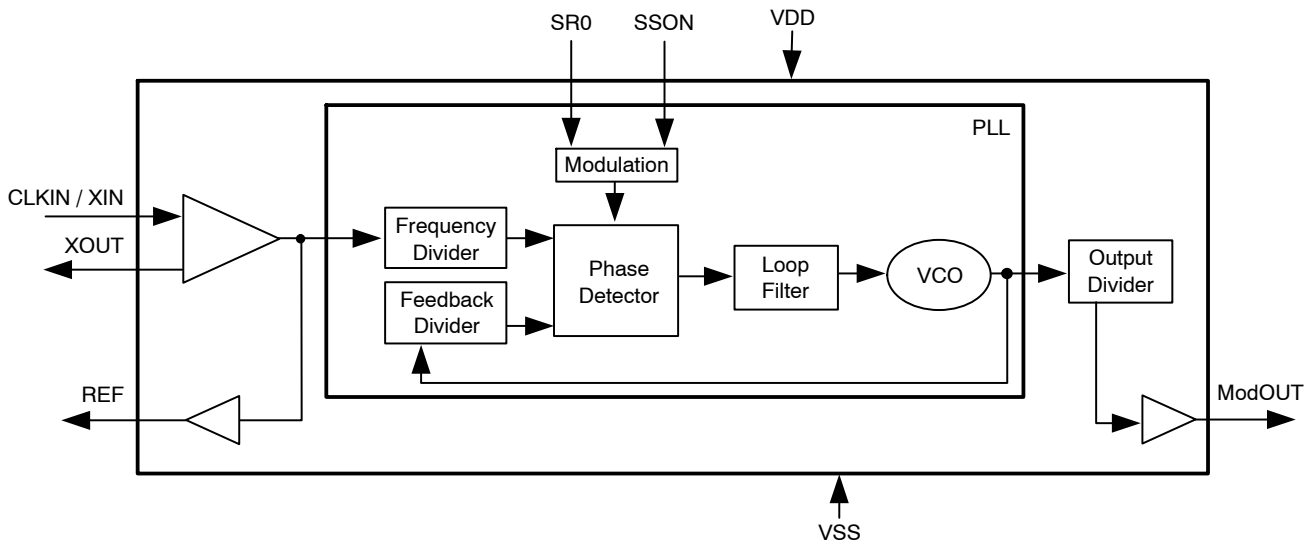 SR0
SSON
VDD
PLL
Modulation
CLKIN / XIN
XOUT
Frequency
Divider
Feedback
Divider
Phase
Detector
Loop
Filter
VCO
Output
Divider
REF
ModOUT
VSS